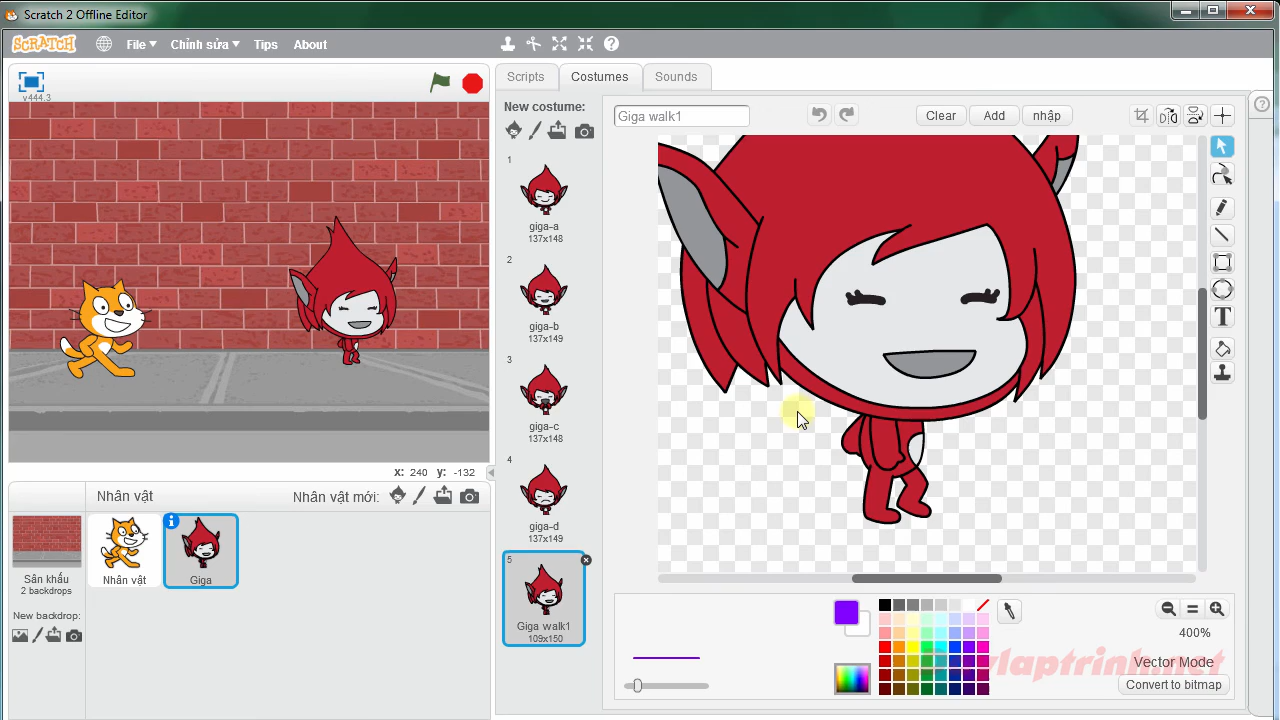 Scratch 2 Offline Editor
SCRATCH File Chỉnh sửa Tips About
v444.3
Scripts Costumes Sounds
New costume:
Giga walk1
Clear Add nhập
1
giga-a
137x148
2
giga-b
137x149
3
giga-c
137x148
4
giga-d
137x149
5
Giga walk1
109x150
T
x: 240 y: -132
Nhân vật
Nhân vật mới:
Sân khấu
2 backdrops
New backdrop:
Nhân vật
Giga
400%
Vector Mode
Convert to bitmap